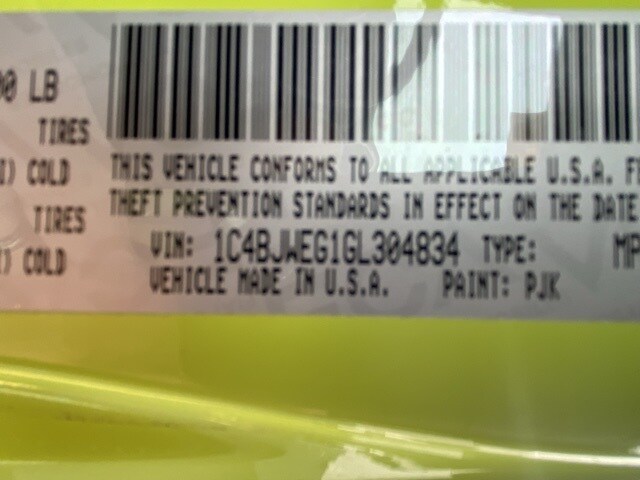 00 LB
TIRES
I) COLD
TIRES
I) COLD
THIS VEHICLE CONFORMS TO ALL APPLICABLE U.S.A. F
THEFT PREVENTION STANDARDS IN EFFECT ON THE DATE
VIN: 1C4BJWEG1GL304834 TYPE: MP
VEHICLE MADE IN U.S.A. PAINT: PJK